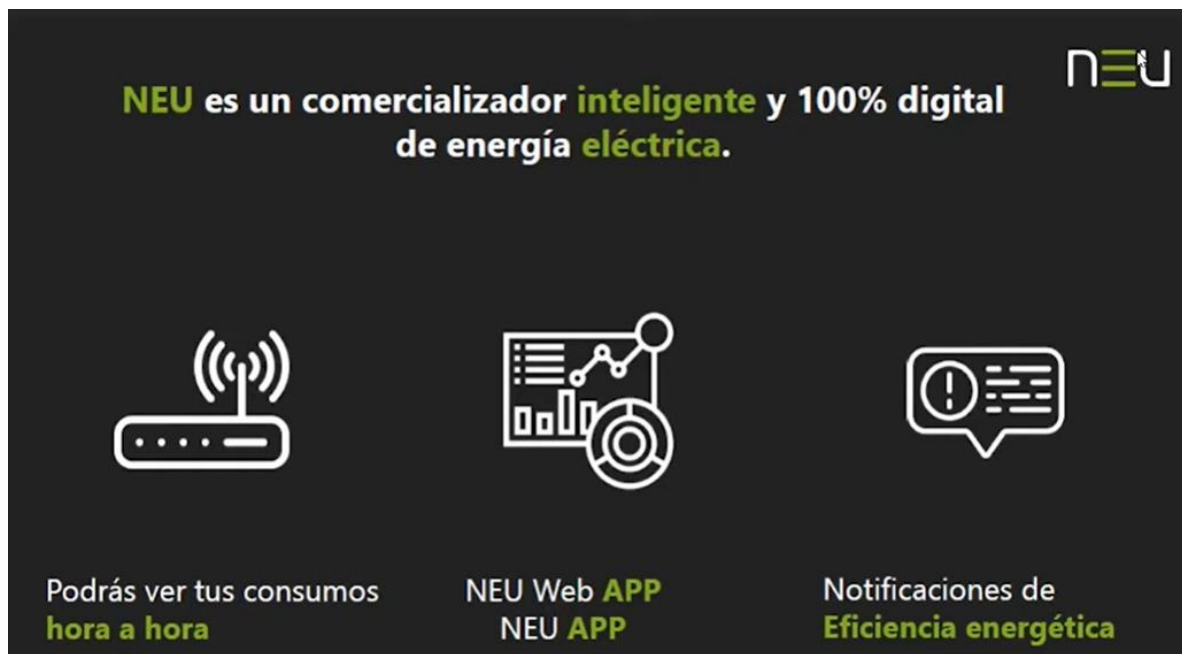 NEU
NEU es un comercializador inteligente y 100% digital
de energía eléctrica.
Podrás ver tus consumos
hora a hora
NEU Web APP
NEU APP
Notificaciones de
Eficiencia energética